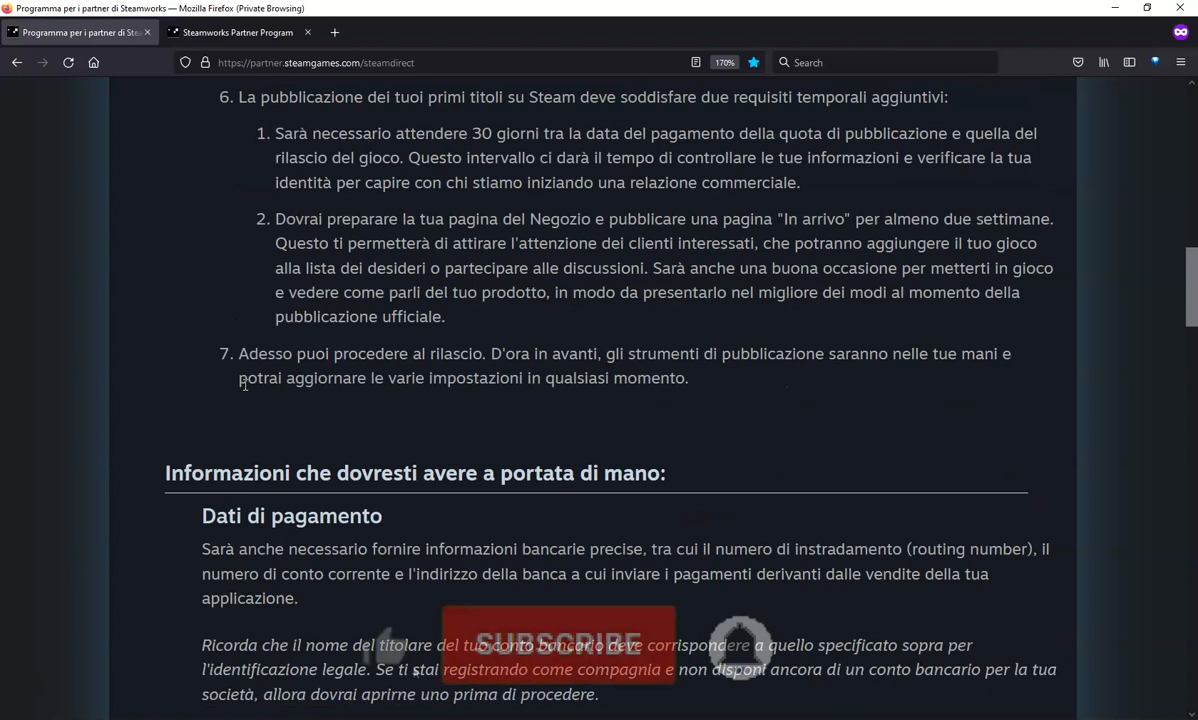 Programma per i partner di Steamworks — Mozilla Firefox (Private Browsing)
Programma per i partner di Ste
Steamworks Partner Program
https://partner.steamgames.com/steamdirect
170%
Search
6. La pubblicazione dei tuoi primi titoli su Steam deve soddisfare due requisiti temporali aggiuntivi:
1. Sarà necessario attendere 30 giorni tra la data del pagamento della quota di pubblicazione e quella del
rilascio del gioco. Questo intervallo ci darà il tempo di controllare le tue informazioni e verificare la tua
identità per capire con chi stiamo iniziando una relazione commerciale.
2. Dovrai preparare la tua pagina del Negozio e pubblicare una pagina "In arrivo" per almeno due settimane.
Questo ti permetterà di attirare l'attenzione dei clienti interessati, che potranno aggiungere il tuo gioco
alla lista dei desideri o partecipare alle discussioni. Sarà anche una buona occasione per metterti in gioco
e vedere come parli del tuo prodotto, in modo da presentarlo nel migliore dei modi al momento della
pubblicazione ufficiale.
7. Adesso puoi procedere al rilascio. D'ora in avanti, gli strumenti di pubblicazione saranno nelle tue mani e
potrai aggiornare le varie impostazioni in qualsiasi momento.
Informazioni che dovresti avere a portata di mano:
Dati di pagamento
Sarà anche necessario fornire informazioni bancarie precise, tra cui il numero di instradamento (routing number), il
numero di conto corrente e l'indirizzo della banca a cui inviare i pagamenti derivanti dalle vendite della tua
applicazione.
SUBSCRIBE
Ricorda che il nome del titolare del tuo conto bancario deve corrispondere a quello specificato sopra per
l'identificazione legale. Se ti stai registrando come compagnia e non disponi ancora di un conto bancario per la tua
società, allora dovrai aprirne uno prima di procedere.